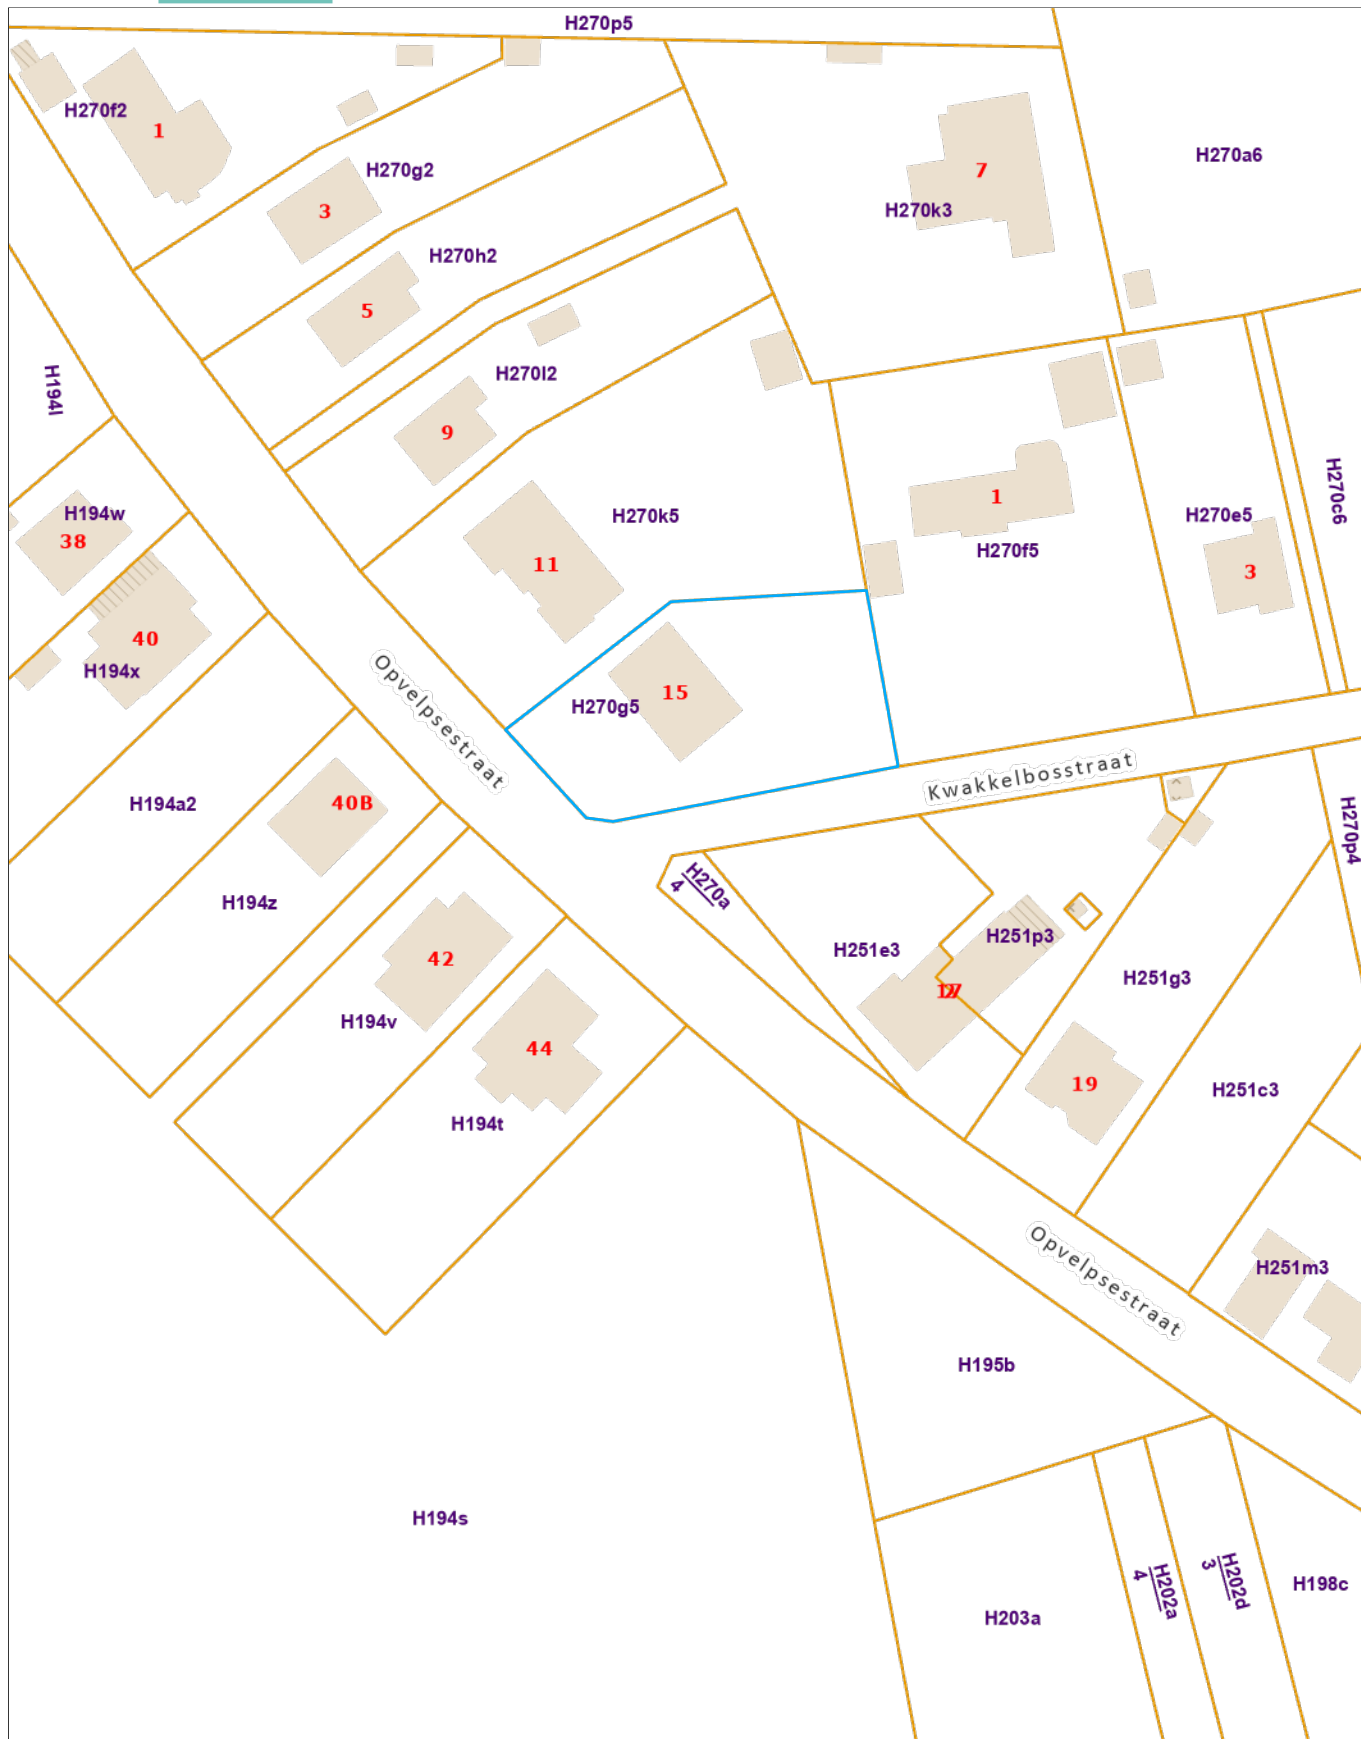 H270p5
H270f2
1
H270a6
H270g2
7
3
H270k3
H270h2
5
H194l
H270l2
9
H270c6
1
H194w
H270k5
H270e5
38
H270f5
11
3
40
H194x
Opvelpsestraat
15
H270g5
Kwakkelbosstraat
H194a2
40B
H270p4
H270a
4
H194z
H251e3
H251p3
42
H251g3
H194v
44
19
H251c3
H194t
Opvelpsestraat
H251m3
H195b
H194s
H202a
4
H202d
3
H198c
H203a